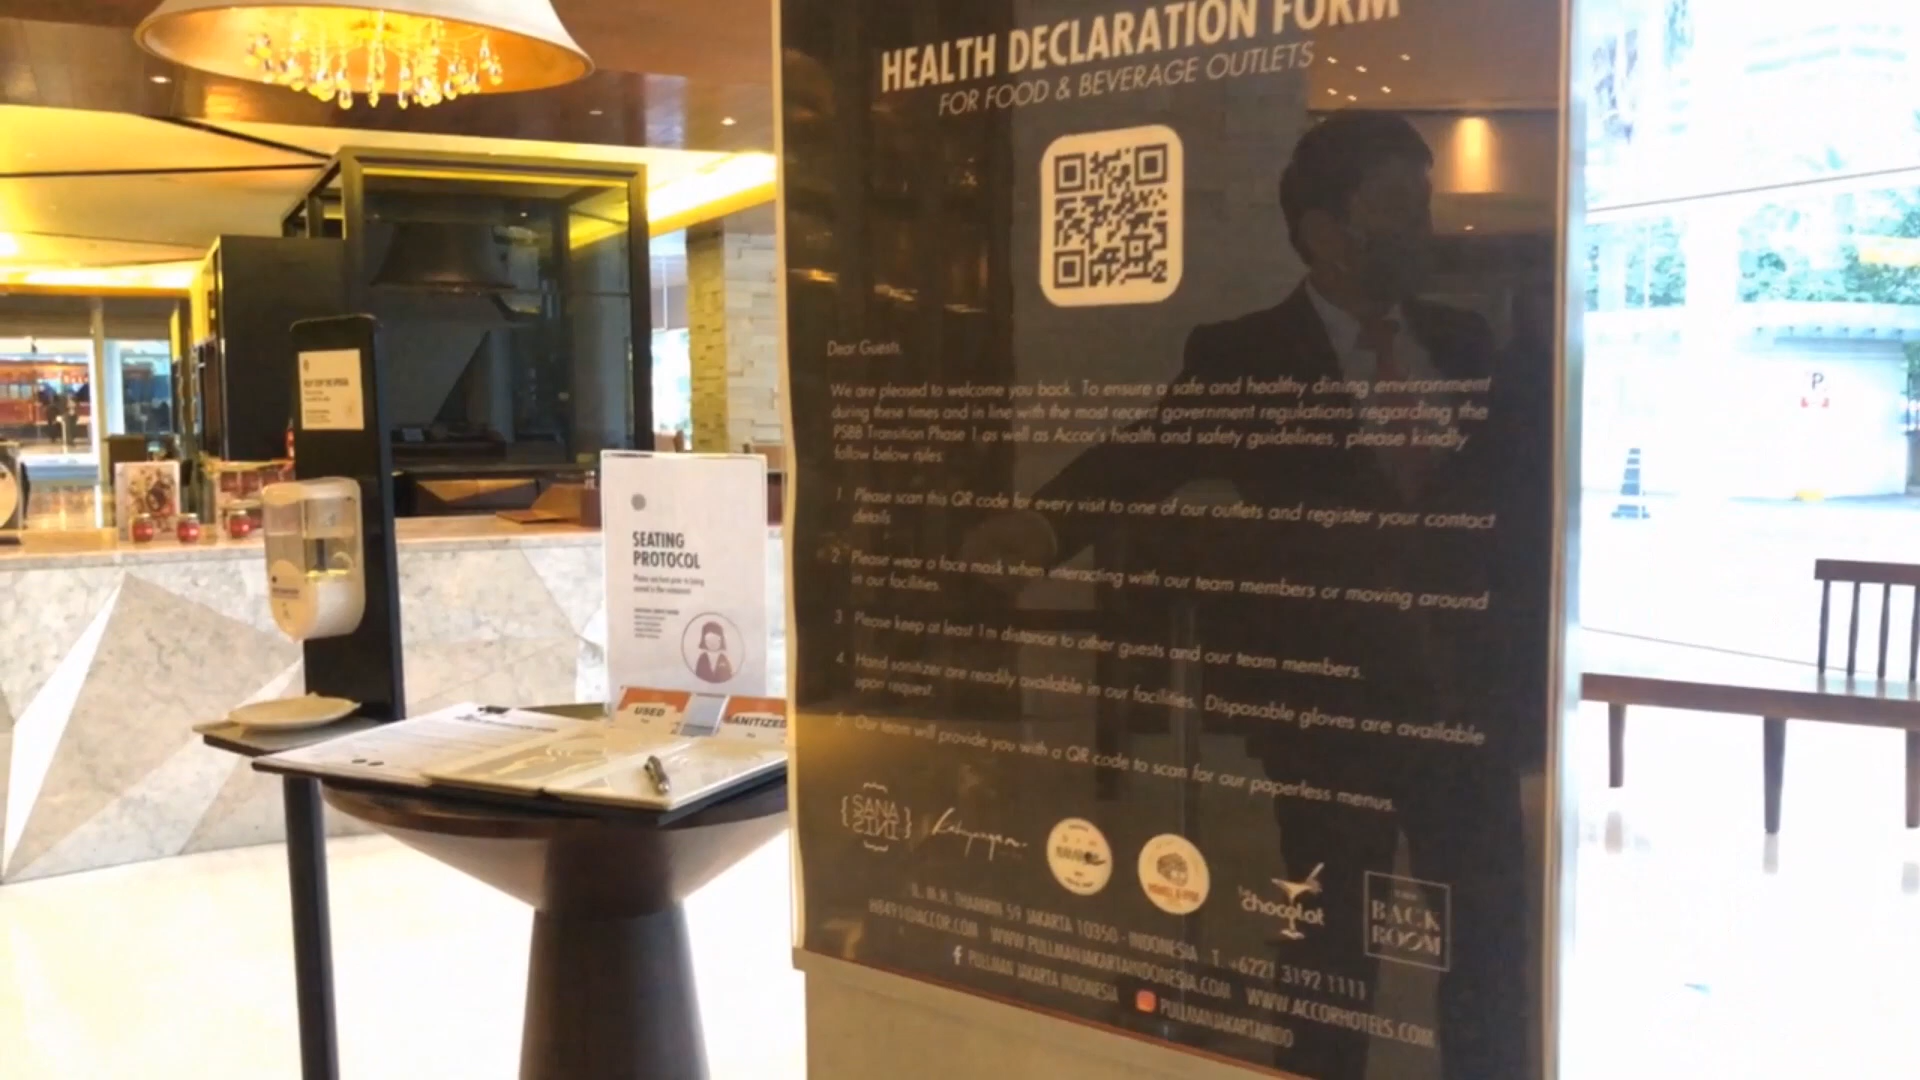 HEALTH DECLARATION FORM
FOR FOOD & BEVERAGE OUTLETS
Dear Guests,
We are pleased to welcome you back. To ensure a safe and healthy dining environment
during these times and in line with the most recent government regulations regarding the
PSBB Transition Phase 1 as well as Accor's health and safety guidelines, please kindly
follow below rules:
1. Please scan this QR code for every visit to one of our outlets and register your contact
details.
2. Please wear a face mask when interacting with our team members or moving around
in our facilities.
3. Please keep at least 1m distance to other guests and our team members.
4. Hand sanitizer are readily available in our facilities. Disposable gloves are available
upon request.
5. Our team will provide you with a QR code to scan for our paperless menus.
{SANA
SINI}
Kahyangan
le chocolat
BACK
ROOM
JL. M.H. THAMRIN 59 JAKARTA 10350 - INDONESIA T. +6221 3192 1111
H8491@ACCOR.COM WWW.PULLMANJAKARTAINDONESIA.COM WWW.ACCORHOTELS.COM
PULLMAN JAKARTA INDONESIA PULLMANJAKARTAINDO
SEATING
PROTOCOL
USED
SANITIZED
P